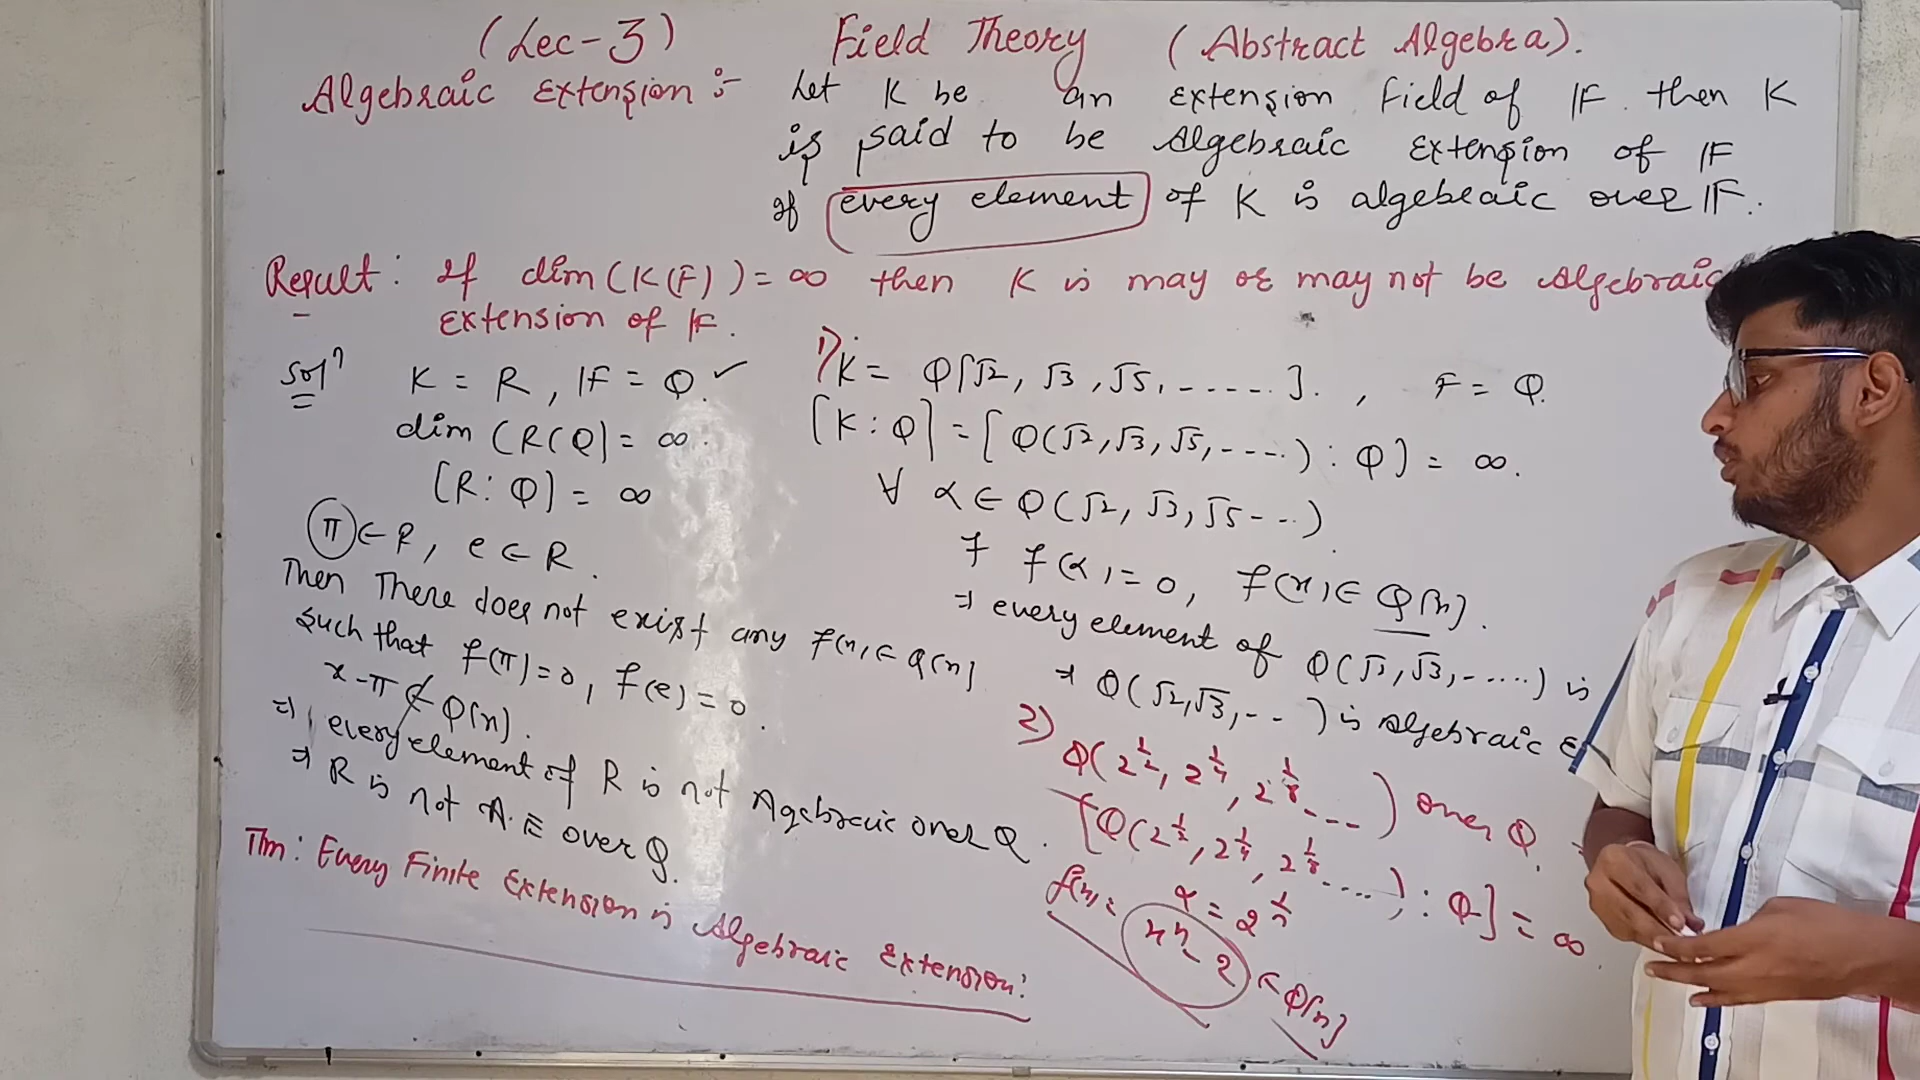 (Lec-3) Field Theory (Abstract Algebra).
Algebraic Extension :- Let K be an extension field of F. then K
is said to be Algebraic Extension of F
if every element of K is algebraic over F.
Result: If dim(K(F)) = ∞ then K is may or may not be Algebraic
Extension of F.
Solⁿ K = R, F = Q ✓
dim (R(Q) = ∞.
[R : Q] = ∞
π ∈ R, e ∈ R.
Then There does not exist any f(x) ∈ Q[x]
such that f(π) = 0, f(e) = 0.
x - π ∉ Q[x].
⇒ every element of R is not Agebraic over Q.
⇒ R is not A.E over Q.
Thm: Every Finite Extension is Algebraic Extension:
1) K = Q[√2, √3, √5, ------]. , F = Q.
[K : Q] = [Q(√2, √3, √5, ----) : Q] = ∞.
∀ α ∈ Q(√2, √3, √5 - - ..)
∃ f(α) = 0, f(x) ∈ Q[x].
⇒ every element of Q(√2, √3, -....) is
⇒ Q(√2, √3, -- ) is Algebraic E
2) Q(2^½, 2^¼, 2^⅛ ---) over Q.
[Q(2^½, 2^¼, 2^⅛ ....) : Q] = ∞.
α = 2^(1/n)
f(x) = xⁿ - 2 ∈ Q[x]